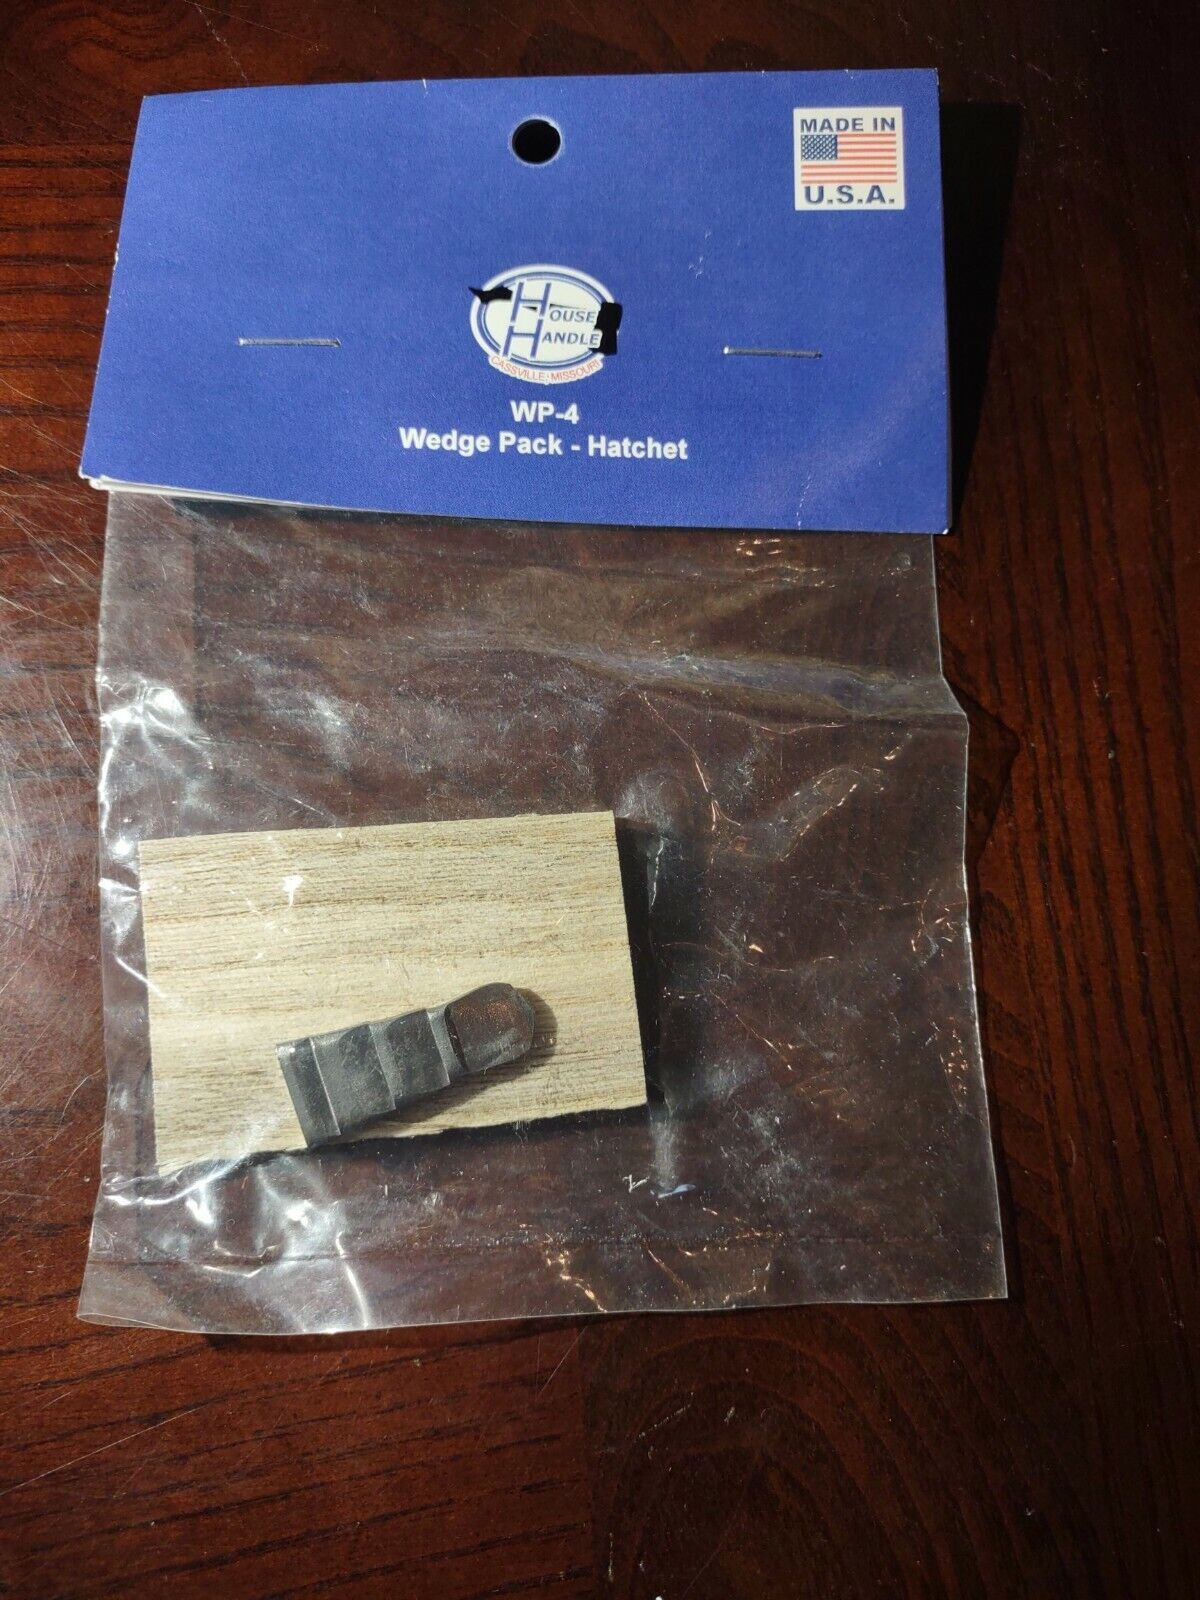 MADE IN
U.S.A.
HOUSE
HANDLE
CASSVILLE, MISSOURI
WP-4
Wedge Pack - Hatchet